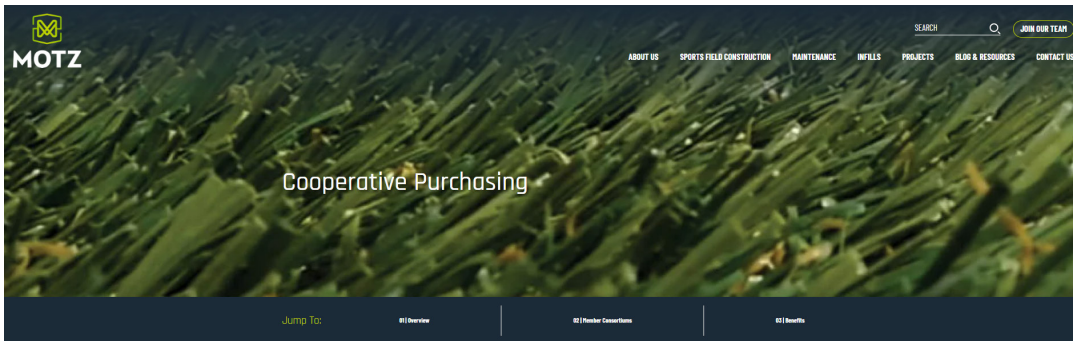 MOTZ
SEARCH
JOIN OUR TEAM
ABOUT US SPORTS FIELD CONSTRUCTION MAINTENANCE INFILLS PROJECTS BLOG & RESOURCES CONTACT US
Cooperative Purchasing
Jump To: 01 | Overview 02 | Member Consortiums 03 | Benefits